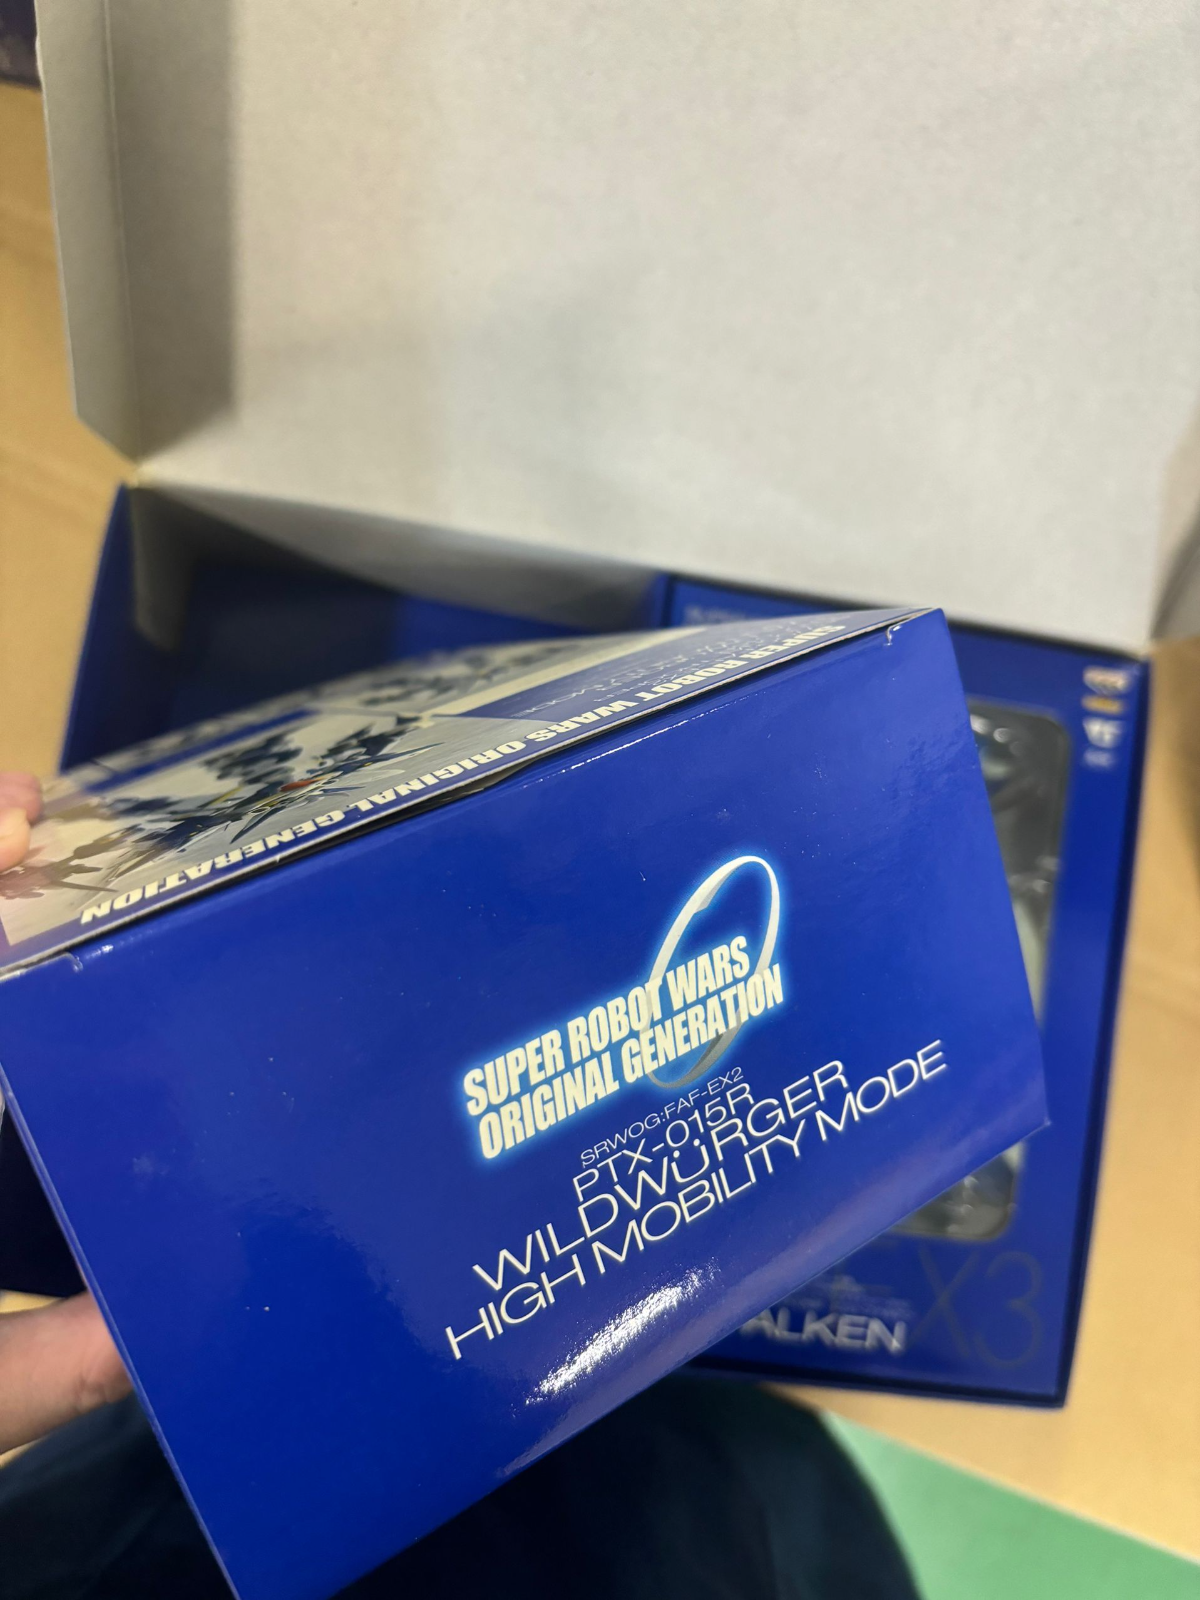 SUPER ROBOT WARS ORIGINAL GENERATION
SUPER ROBOT WARS
ORIGINAL GENERATION
SRWOG:FAF-EX2
PTX-015R
WILDWÜRGER
HIGH MOBILITY MODE
X3
ALKEN